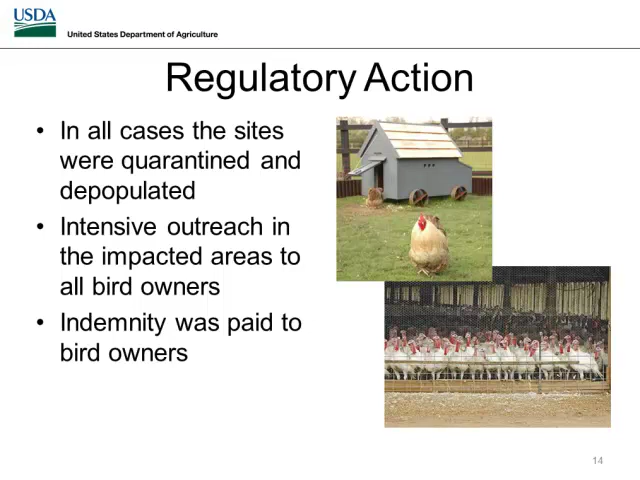 USDA
United States Department of Agriculture
Regulatory Action
• In all cases the sites
were quarantined and
depopulated
• Intensive outreach in
the impacted areas to
all bird owners
• Indemnity was paid to
bird owners
14